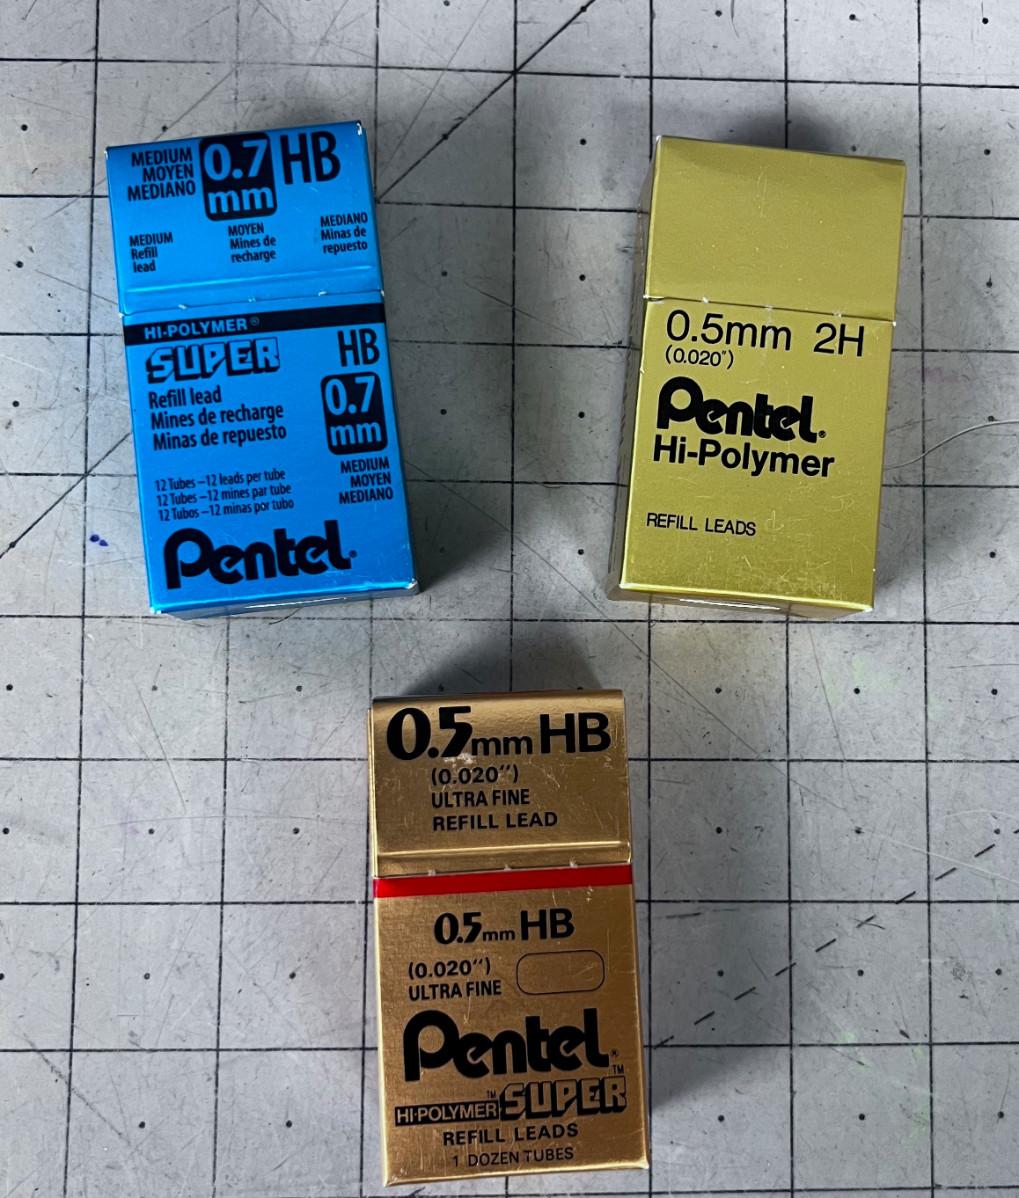 MEDIUM
MOYEN
MEDIANO
0.7
mm
HB
MEDIUM
Refill
lead
MOYEN
Mines de
recharge
MEDIANO
Minas de
repuesto
HI-POLYMER®
SUPER
HB
Refill lead
Mines de recharge
Minas de repuesto
0.7
mm
MEDIUM
MOYEN
MEDIANO
12 Tubes –12 leads per tube
12 Tubes –12 mines par tube
12 Tubos –12 minas por tubo
Pentel®
0.5mm 2H
(0.020")
Pentel®
Hi-Polymer
REFILL LEADS
0.5mm HB
(0.020")
ULTRA FINE
REFILL LEAD
0.5mm HB
(0.020")
ULTRA FINE
Pentel®
HI-POLYMER™ SUPER™
REFILL LEADS
1 DOZEN TUBES